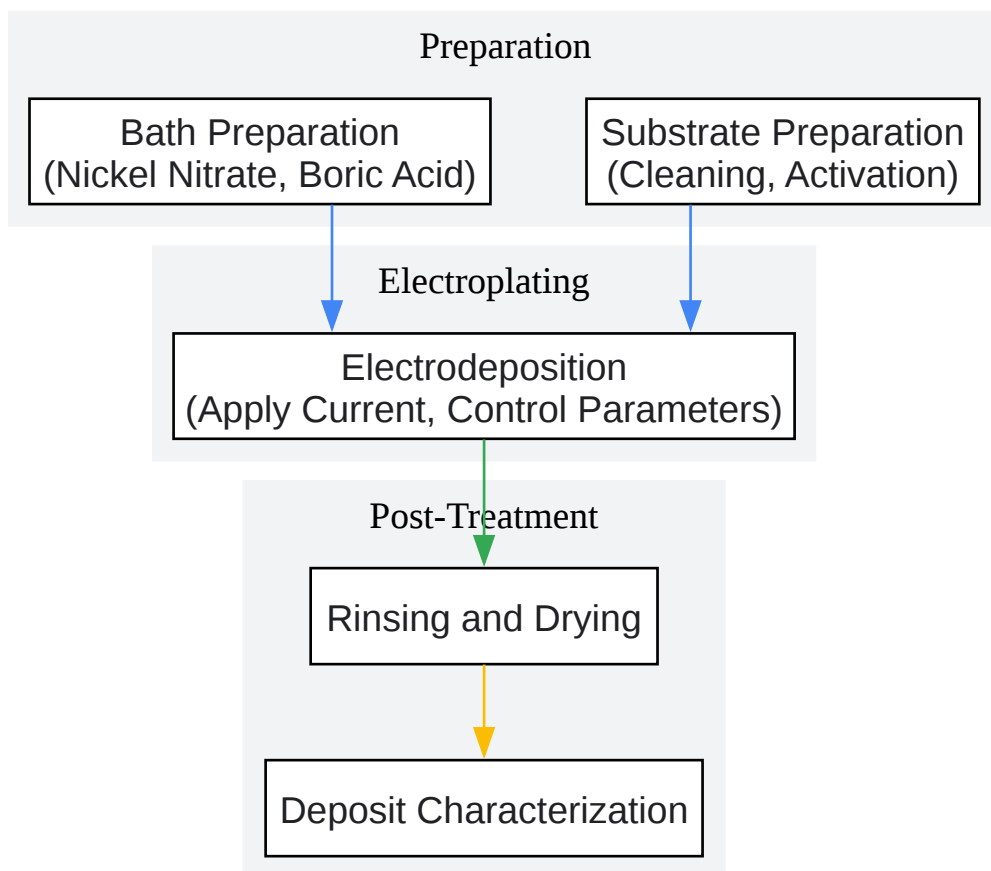 Preparation
Bath Preparation
(Nickel Nitrate, Boric Acid)
Substrate Preparation
(Cleaning, Activation)
Electroplating
Electrodeposition
(Apply Current, Control Parameters)
Post-Treatment
Rinsing and Drying
Deposit Characterization